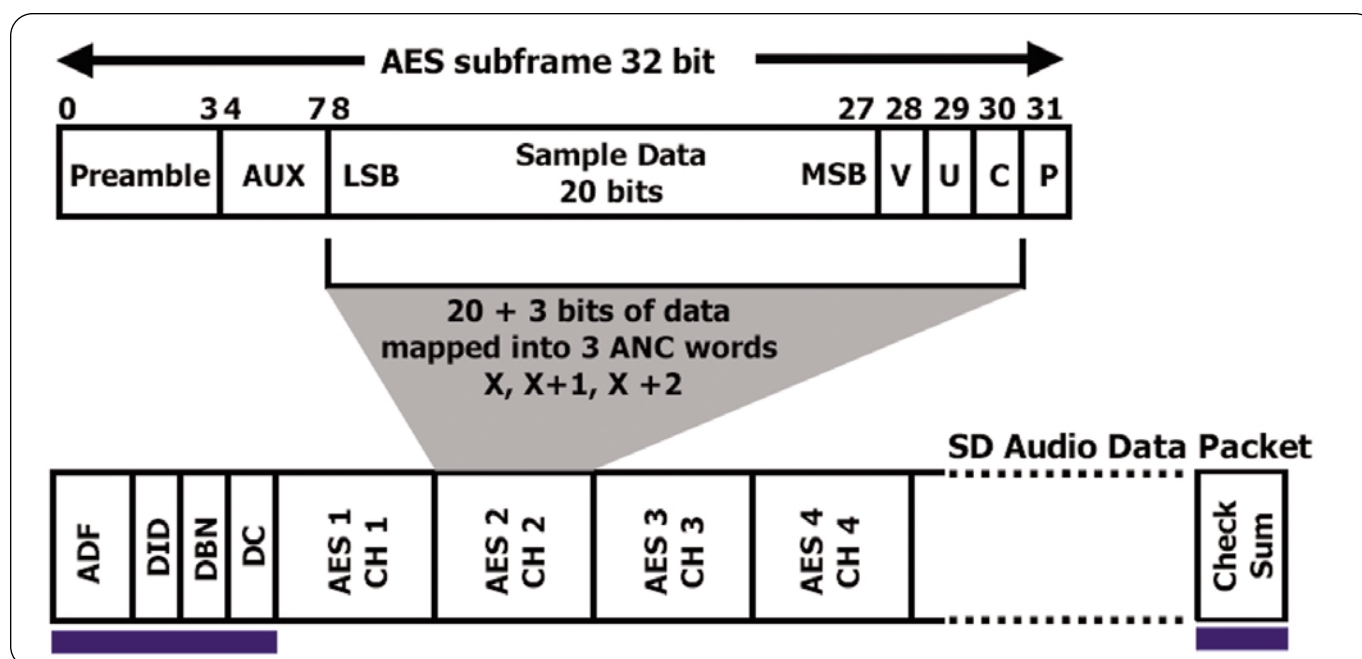 AES subframe 32 bit
0 3 4 7 8 27 28 29 30 31
Preamble AUX LSB Sample Data 20 bits MSB V U C P
20 + 3 bits of data
mapped into 3 ANC words
X, X+1, X +2
SD Audio Data Packet
ADF
DID
DBN
DC
AES 1
CH 1
AES 2
CH 2
AES 3
CH 3
AES 4
CH 4
Check
Sum